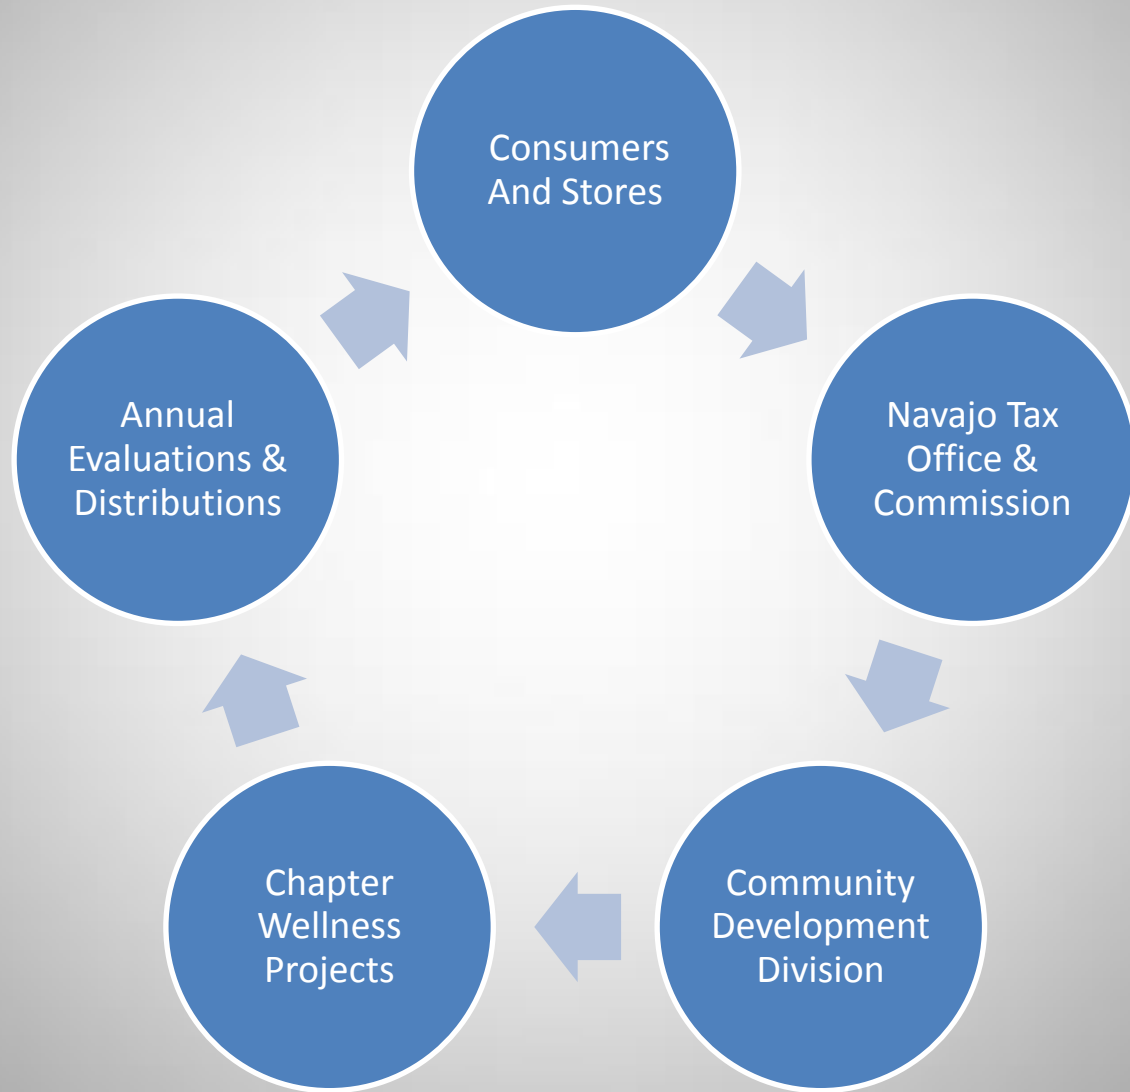 Consumers
And Stores
Navajo Tax
Office &
Commission
Community
Development
Division
Chapter
Wellness
Projects
Annual
Evaluations &
Distributions